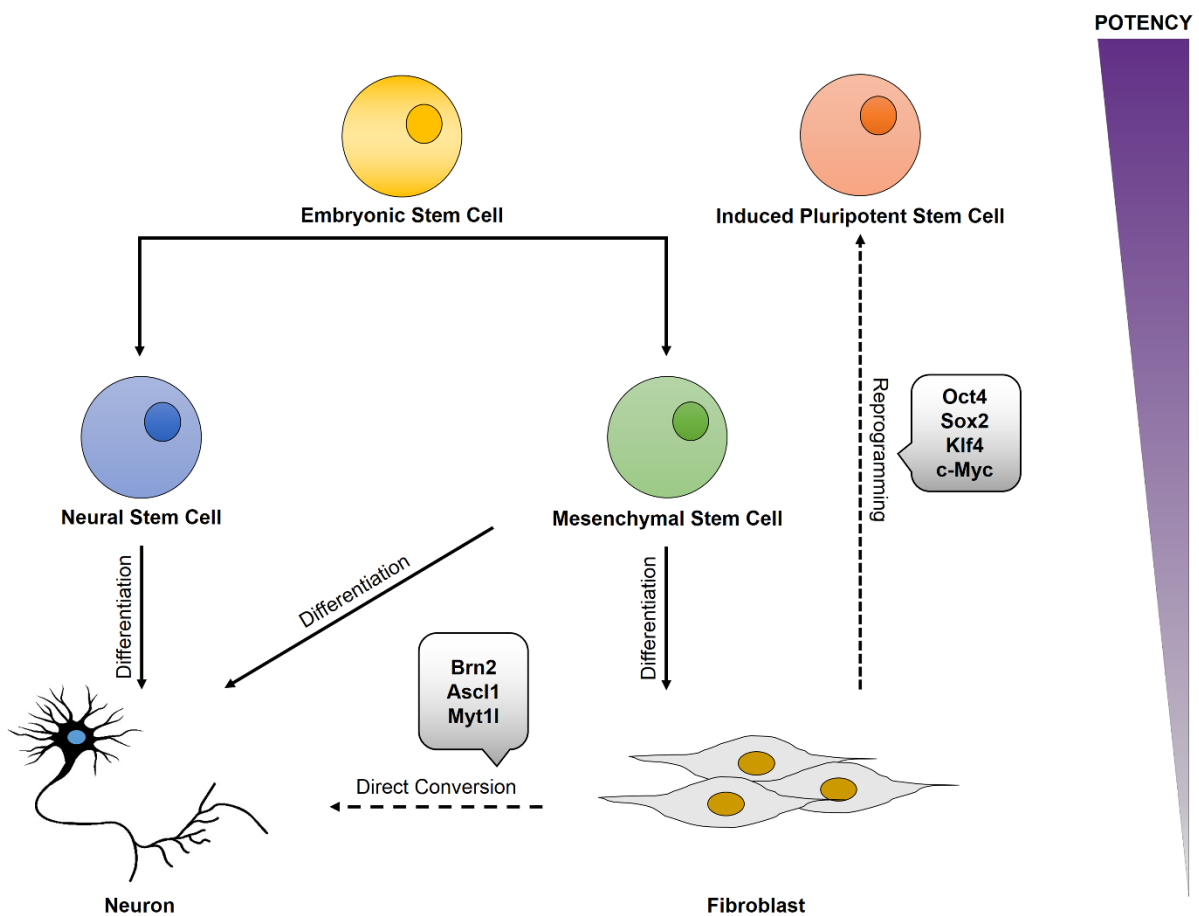 POTENCY
Embryonic Stem Cell
Induced Pluripotent Stem Cell
Reprogramming
Oct4
Sox2
Klf4
c-Myc
Neural Stem Cell
Mesenchymal Stem Cell
Differentiation
Differentiation
Differentiation
Brn2
Ascl1
Myt1l
Direct Conversion
Neuron
Fibroblast